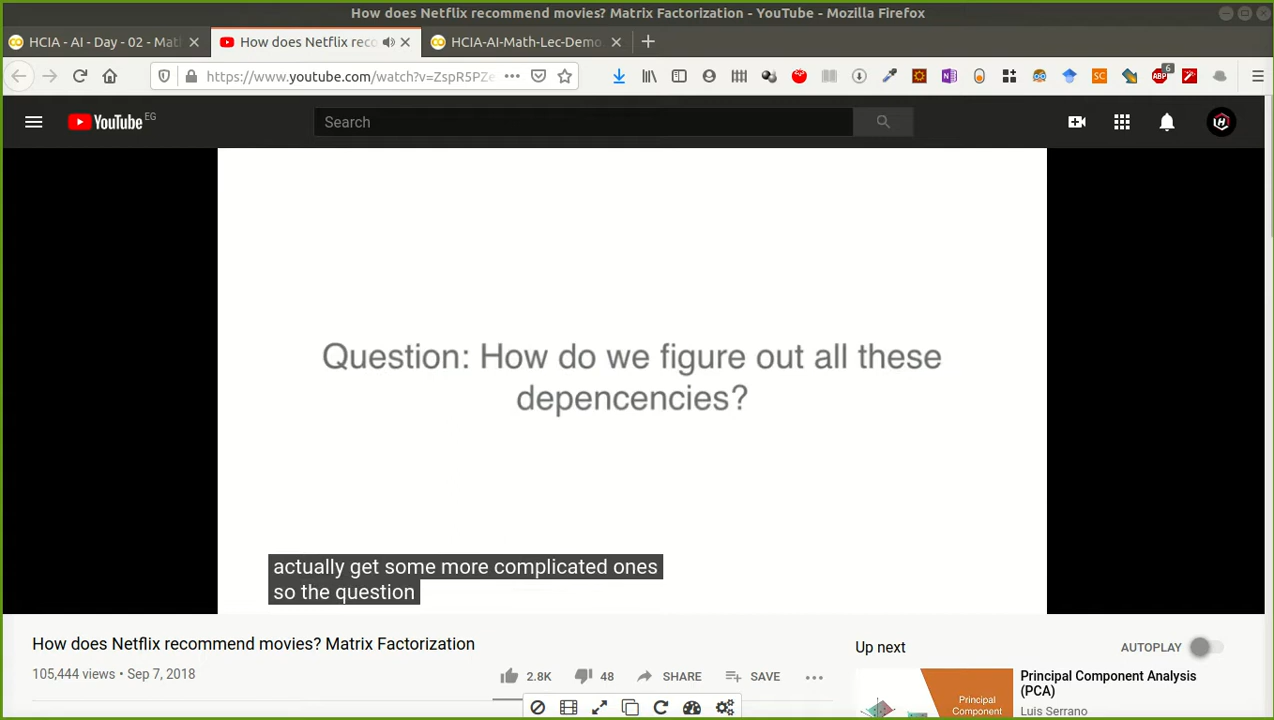 How does Netflix recommend movies? Matrix Factorization - YouTube - Mozilla Firefox
HCIA - AI - Day - 02 - Mat
How does Netflix reco
HCIA-AI-Math-Lec-Demo.
https://www.youtube.com/watch?v=ZspR5PZe
SC
ABP
6
YouTube EG
Search
Question: How do we figure out all these
depencencies?
actually get some more complicated ones
so the question
How does Netflix recommend movies? Matrix Factorization
105,444 views • Sep 7, 2018
2.8K
48
SHARE
SAVE
Up next
AUTOPLAY
Principal
Component
Principal Component Analysis
(PCA)
Luis Serrano